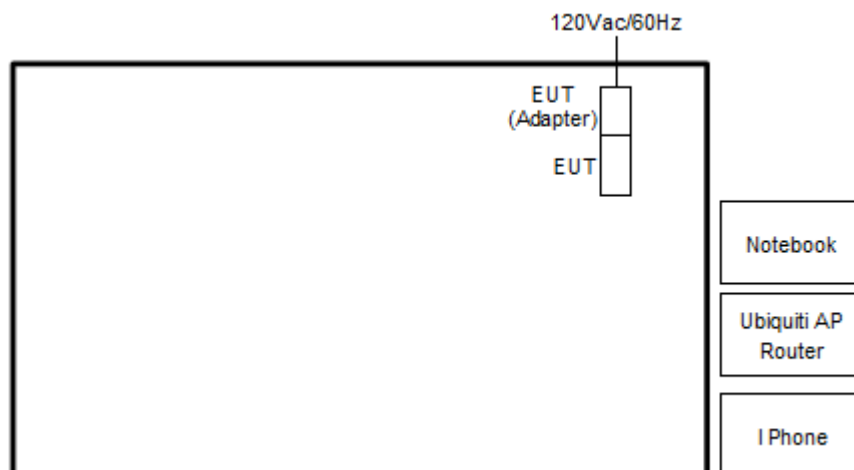 120Vac/60Hz
EUT
(Adapter)
EUT
Notebook
Ubiquiti AP
Router
I Phone